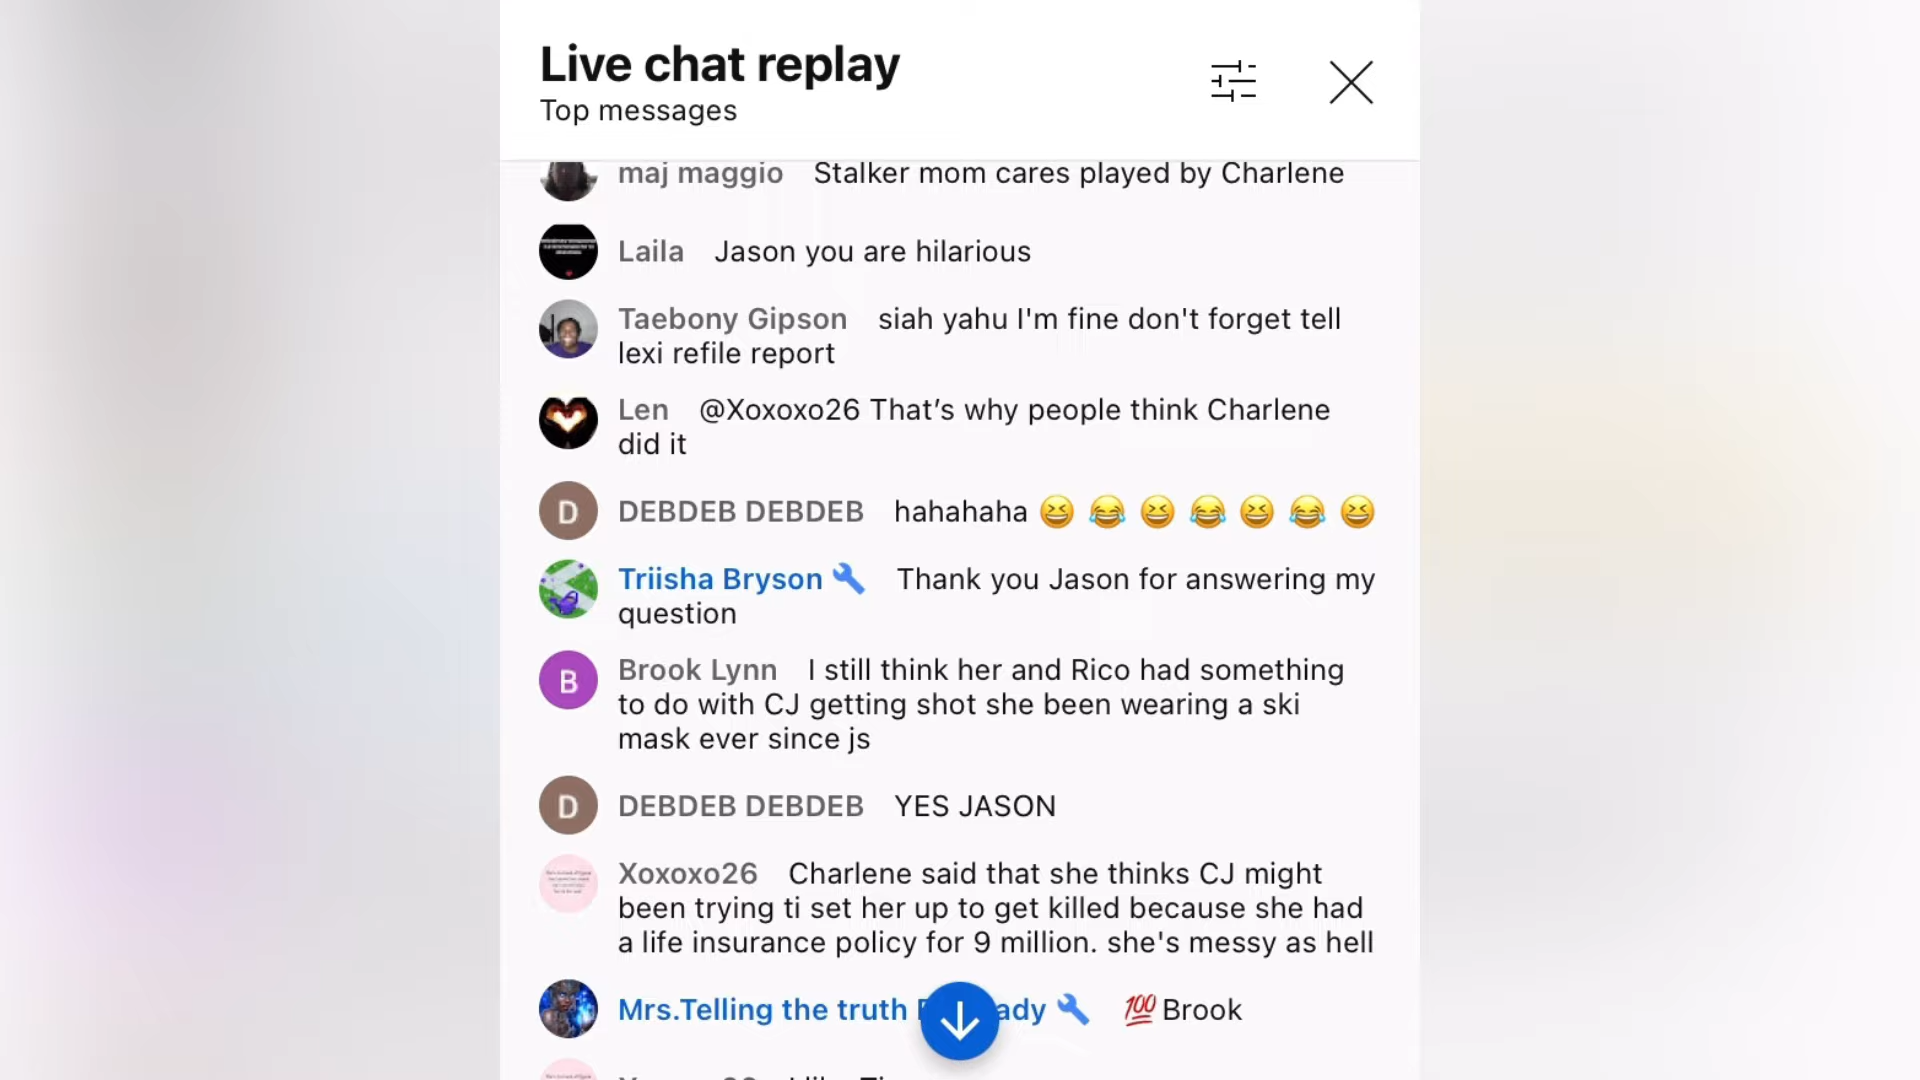 Live chat replay
Top messages
maj maggio Stalker mom cares played by Charlene
Laila Jason you are hilarious
Taebony Gipson siah yahu I'm fine don't forget tell
lexi refile report
Len @Xoxoxo26 That’s why people think Charlene
did it
D DEBDEB DEBDEB hahahaha 😆 😂 😆 😂 😆 😂 😆
Triisha Bryson Thank you Jason for answering my
question
B Brook Lynn I still think her and Rico had something
to do with CJ getting shot she been wearing a ski
mask ever since js
D DEBDEB DEBDEB YES JASON
Xoxoxo26 Charlene said that she thinks CJ might
been trying ti set her up to get killed because she had
a life insurance policy for 9 million. she's messy as hell
Mrs.Telling the truth 💯 Brook